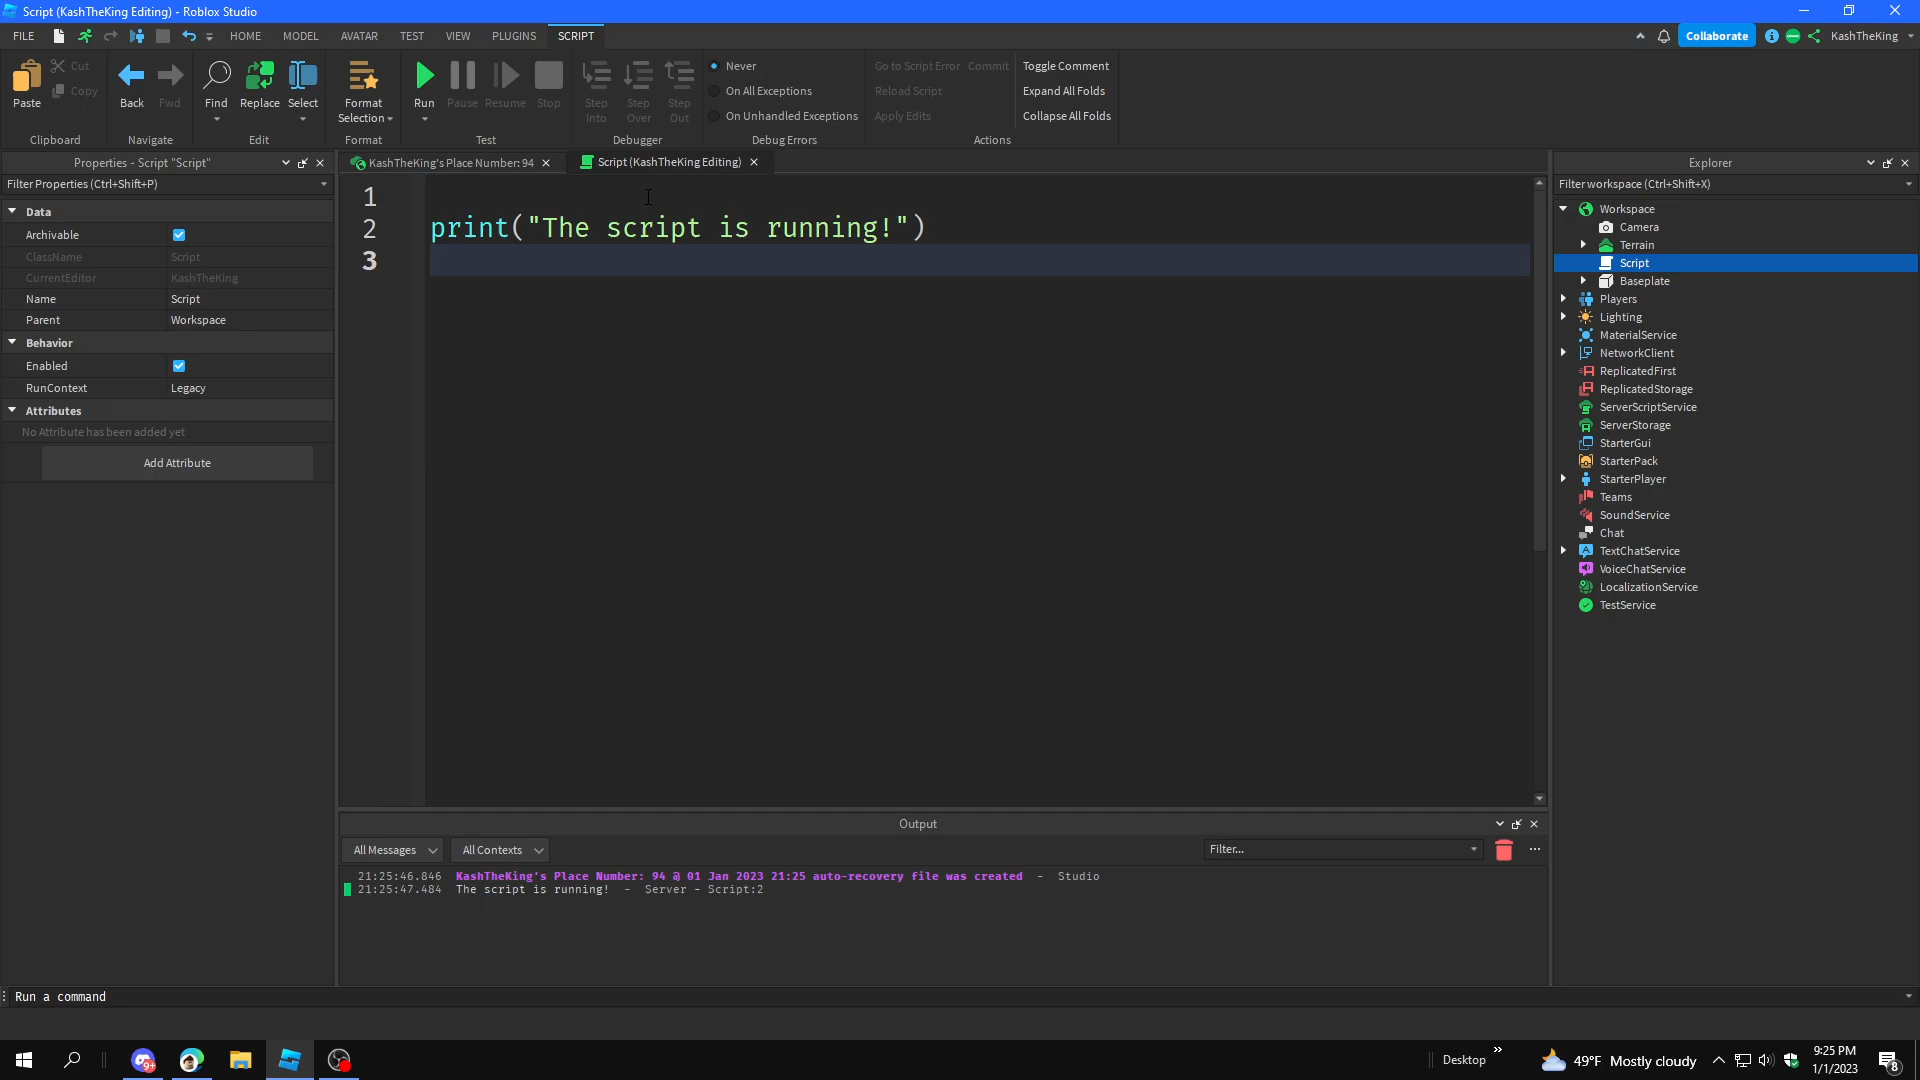 Script (KashTheKing Editing) - Roblox Studio
FILE HOME MODEL AVATAR TEST VIEW PLUGINS SCRIPT Collaborate KashTheKing
Paste Cut Copy Clipboard
Back Fwd Navigate
Find Replace Select Edit
Format Selection Format
Run Pause Resume Stop Test
Step Into Step Over Step Out Debugger
Never
On All Exceptions
On Unhandled Exceptions
Debug Errors
Go to Script Error Commit Toggle Comment
Reload Script Expand All Folds
Apply Edits Collapse All Folds
Actions
Properties - Script "Script"
Filter Properties (Ctrl+Shift+P)
Data
Archivable
ClassName Script
CurrentEditor KashTheKing
Name Script
Parent Workspace
Behavior
Enabled
RunContext Legacy
Attributes
No Attribute has been added yet
Add Attribute
KashTheKing's Place Number: 94
Script (KashTheKing Editing)
1
2 print("The script is running!")
3
Output
All Messages All Contexts Filter...
21:25:46.846 KashTheKing's Place Number: 94 @ 01 Jan 2023 21:25 auto-recovery file was created - Studio
21:25:47.484 The script is running! - Server - Script:2
Explorer
Filter workspace (Ctrl+Shift+X)
Workspace
Camera
Terrain
Script
Baseplate
Players
Lighting
MaterialService
NetworkClient
ReplicatedFirst
ReplicatedStorage
ServerScriptService
ServerStorage
StarterGui
StarterPack
StarterPlayer
Teams
SoundService
Chat
TextChatService
VoiceChatService
LocalizationService
TestService
Run a command
9+
Desktop
49°F Mostly cloudy
9:25 PM
1/1/2023
8